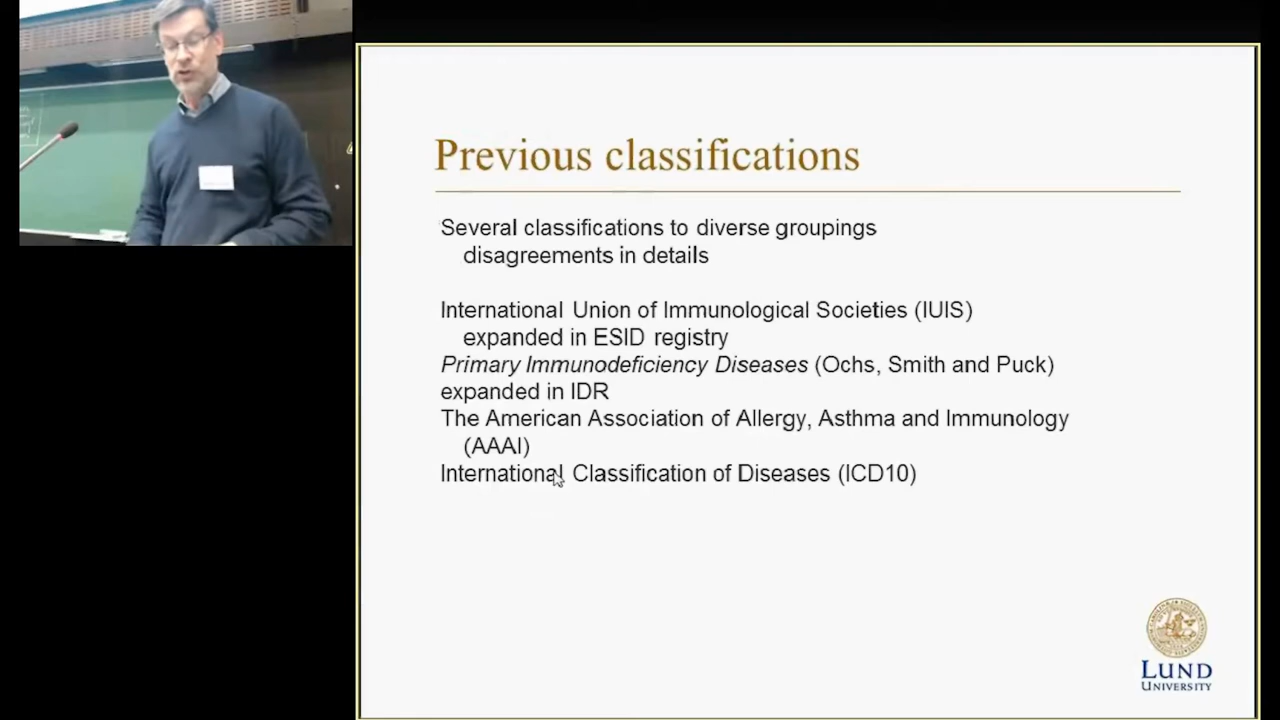 Previous classifications
Several classifications to diverse groupings
disagreements in details
International Union of Immunological Societies (IUIS)
expanded in ESID registry
Primary Immunodeficiency Diseases (Ochs, Smith and Puck)
expanded in IDR
The American Association of Allergy, Asthma and Immunology
(AAAI)
International Classification of Diseases (ICD10)
LUND
UNIVERSITY